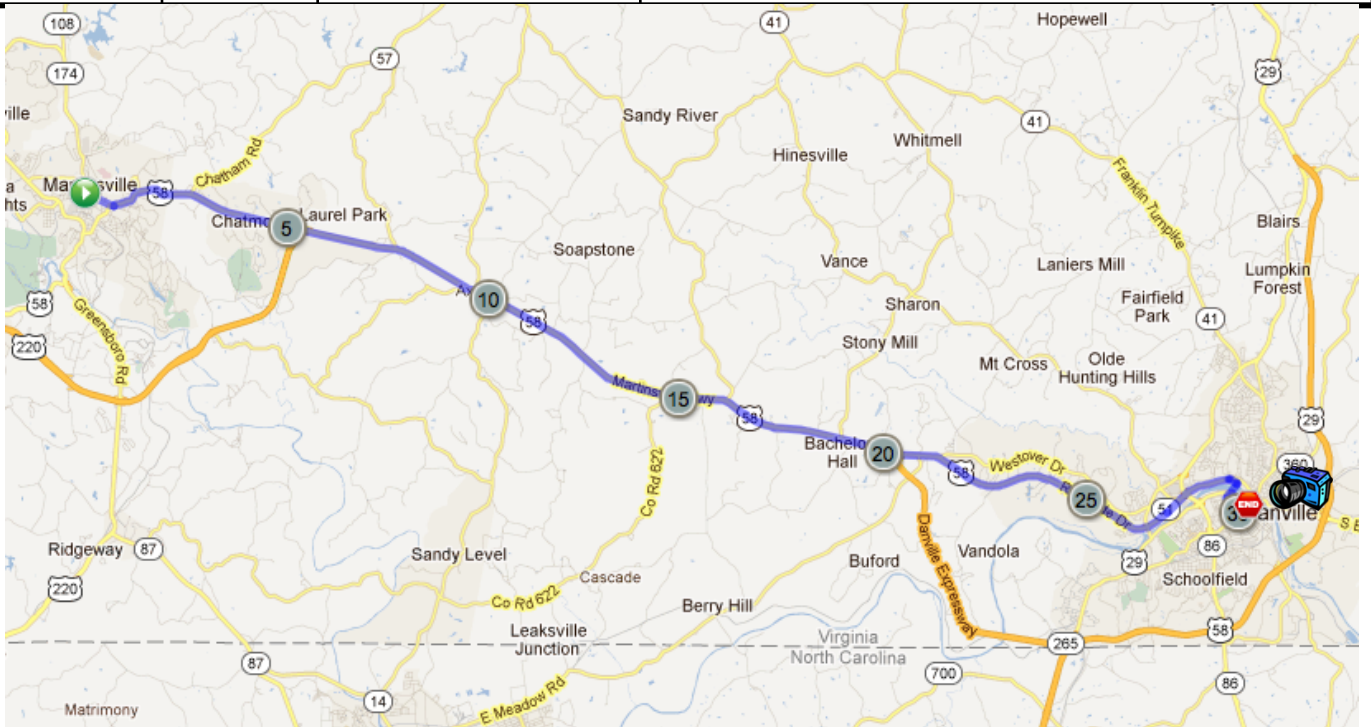 108
41
Hopewell
57
174
29
ville
Sandy River
41
Whitmell
Hinesville
Chatham Rd
Franklin Turnpike
a
hts
58
Laurel Park
5
Blairs
Soapstone
Vance
Laniers Mill
Lumpkin
Forest
10
58
Sharon
Fairfield
Park
58
41
Greensboro Rd
220
Stony Mill
Mt Cross
Olde
Hunting Hills
15
58
29
Bachelo
Hall
20
Westover Dr
58
360
25
51
END
anville
Co Rd 622
Danville Expressway
Ridgeway
87
Sandy Level
Buford
Vandola
29
86
Schoolfield
Cascade
220
Co Rd 622
Berry Hill
Leaksville
Junction
Virginia
North Carolina
265
58
87
700
86
14
E Meadow Rd
Matrimony